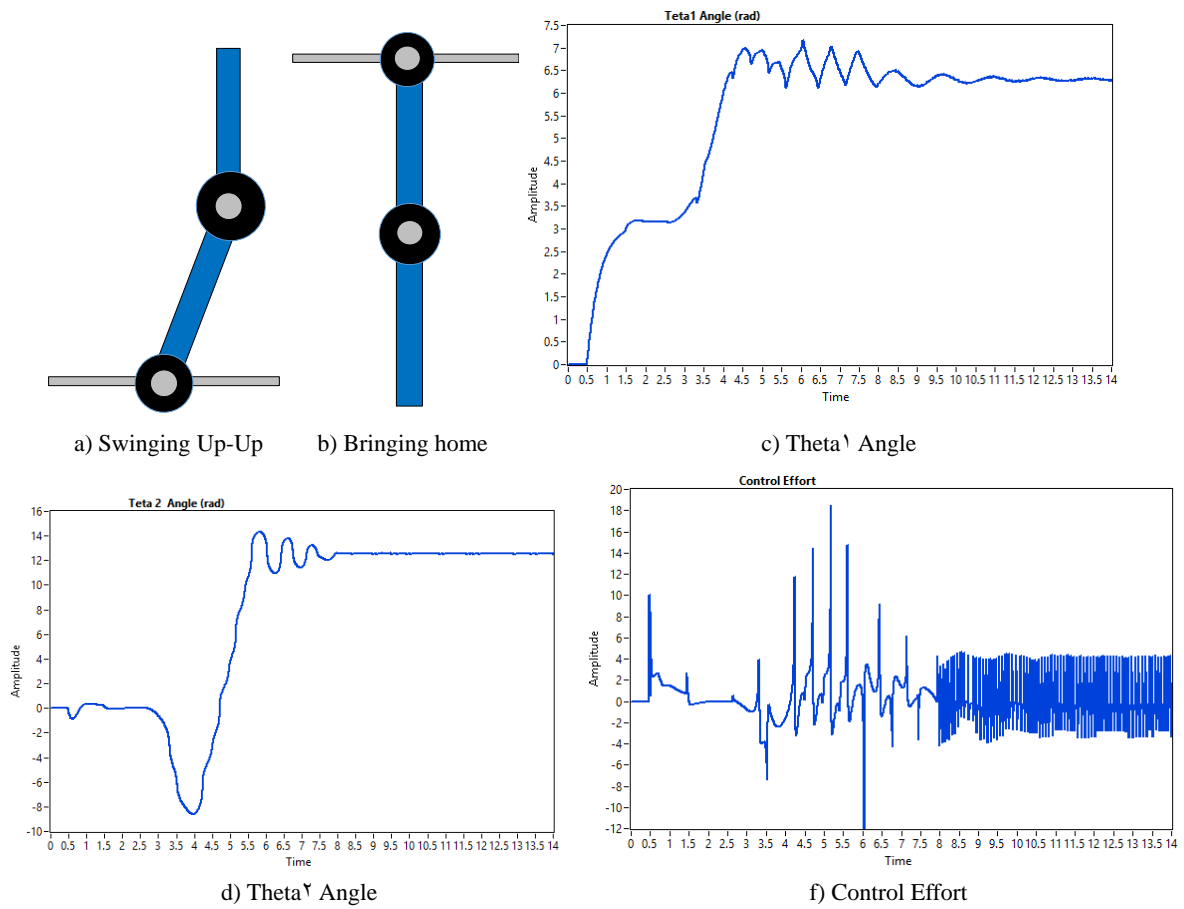 a) Swinging Up-Up
b) Bringing home
Teta1 Angle (rad)
Amplitude
7.5
7
6.5
6
5.5
5
4.5
4
3.5
3
2.5
2
1.5
1
0.5
0
0 0.5 1 1.5 2 2.5 3 3.5 4 4.5 5 5.5 6 6.5 7 7.5 8 8.5 9 9.5 10 10.5 11 11.5 12 12.5 13 13.5 14
Time
c) Theta۱ Angle
Teta 2 Angle (rad)
Amplitude
16
14
12
10
8
6
4
2
0
-2
-4
-6
-8
-10
0 0.5 1 1.5 2 2.5 3 3.5 4 4.5 5 5.5 6 6.5 7 7.5 8 8.5 9 9.5 10 10.5 11 11.5 12 12.5 13 13.5 14
Time
d) Theta۲ Angle
Control Effort
Amplitude
20
18
16
14
12
10
8
6
4
2
0
-2
-4
-6
-8
-10
-12
0 0.5 1 1.5 2 2.5 3 3.5 4 4.5 5 5.5 6 6.5 7 7.5 8 8.5 9 9.5 10 10.5 11 11.5 12 12.5 13 13.5 14
Time
f) Control Effort